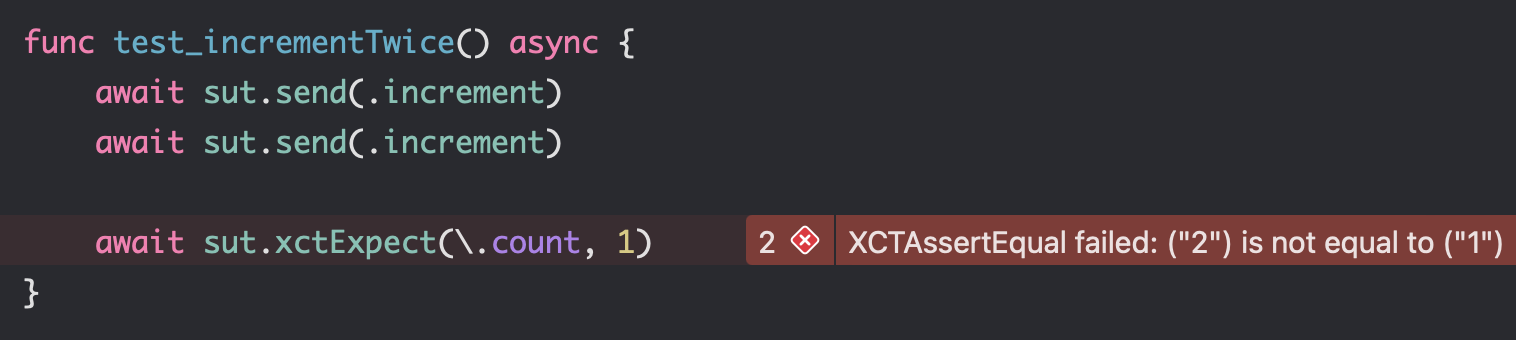 func test_incrementTwice() async {
    await sut.send(.increment)
    await sut.send(.increment)
    await sut.xctExpect(\.count, 1) 2 XCTAssertEqual failed: ("2") is not equal to ("1")
}